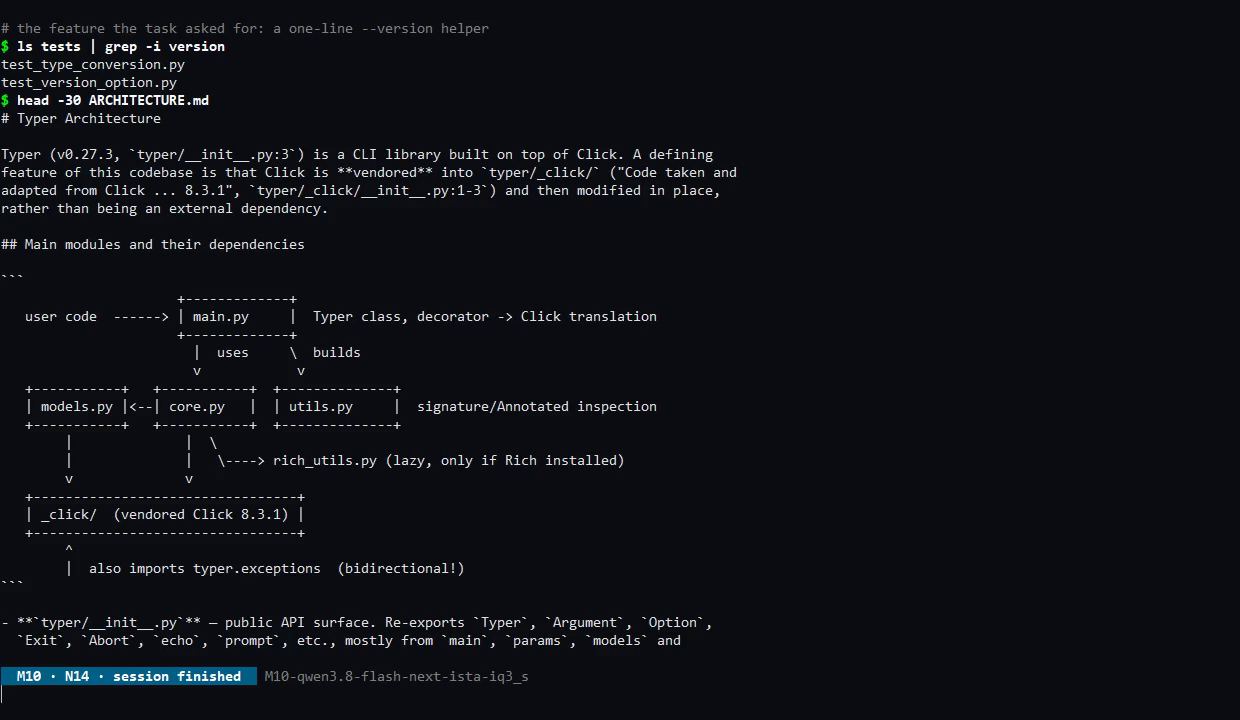 # the feature the task asked for: a one-line --version helper
$ ls tests | grep -i version
test_type_conversion.py
test_version_option.py
$ head -30 ARCHITECTURE.md
# Typer Architecture

Typer (v0.27.3, `typer/__init__.py:3`) is a CLI library built on top of Click. A defining
feature of this codebase is that Click is **vendored** into `typer/_click/` ("Code taken and
adapted from Click ... 8.3.1", `typer/_click/__init__.py:1-3`) and then modified in place,
rather than being an external dependency.

## Main modules and their dependencies

```
                      +-------------+
   user code  ------> | main.py     |  Typer class, decorator -> Click translation
                      +-------------+
                        |  uses     \  builds
                        v            v
   +-----------+   +-----------+  +--------------+
   | models.py |<--| core.py   |  | utils.py     |  signature/Annotated inspection
   +-----------+   +-----------+  +--------------+
        |              |  \
        |              |   \----> rich_utils.py (lazy, only if Rich installed)
        v              v
   +---------------------------------+
   | _click/  (vendored Click 8.3.1) |
   +---------------------------------+
        ^
        |  also imports typer.exceptions  (bidirectional!)
```

- **`typer/__init__.py`** — public API surface. Re-exports `Typer`, `Argument`, `Option`,
  `Exit`, `Abort`, `echo`, `prompt`, etc., mostly from `main`, `params`, `models` and

M10 · N14 · session finished  M10-qwen3.8-flash-next-ista-iq3_s